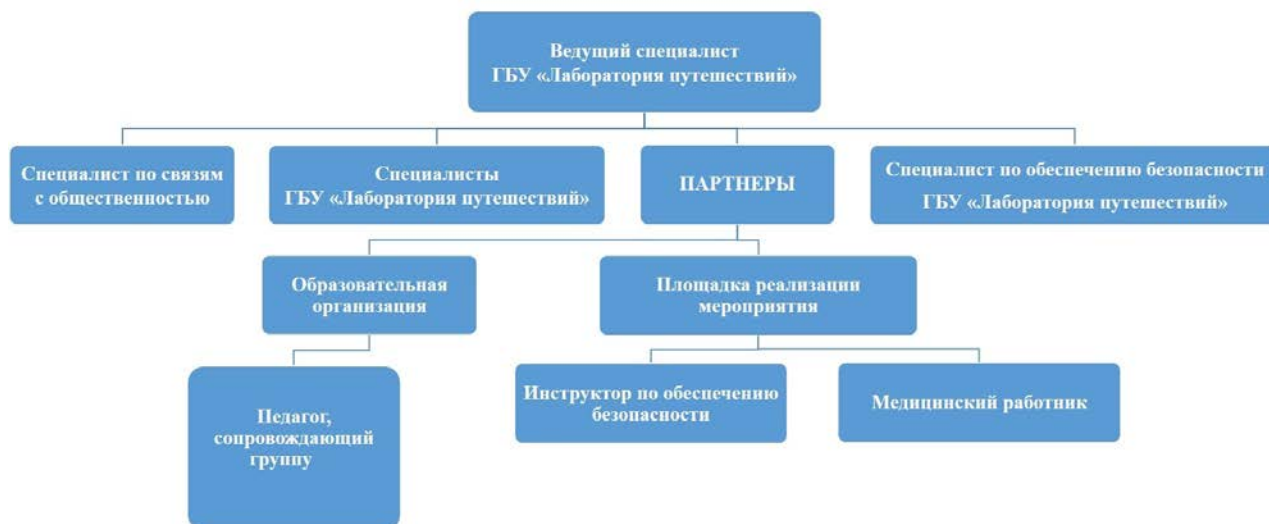 Ведущий специалист
ГБУ «Лаборатория путешествий»
Специалист по связям
с общественностью
Специалисты
ГБУ «Лаборатория путешествий»
ПАРТНЕРЫ
Специалист по обеспечению безопасности
ГБУ «Лаборатория путешествий»
Образовательная
организация
Площадка реализации
мероприятия
Педагог,
сопровождающий
группу
Инструктор по обеспечению
безопасности
Медицинский работник